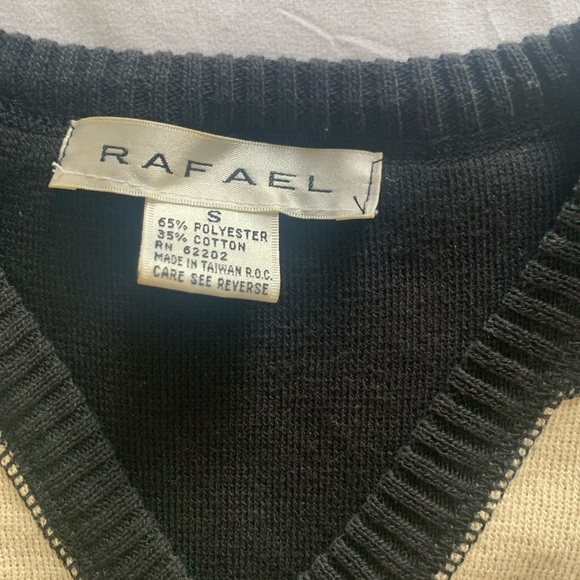 RAFAEL
S
65% POLYESTER
35% COTTON
RN 62202
MADE IN TAIWAN R.O.C.
CARE SEE REVERSE